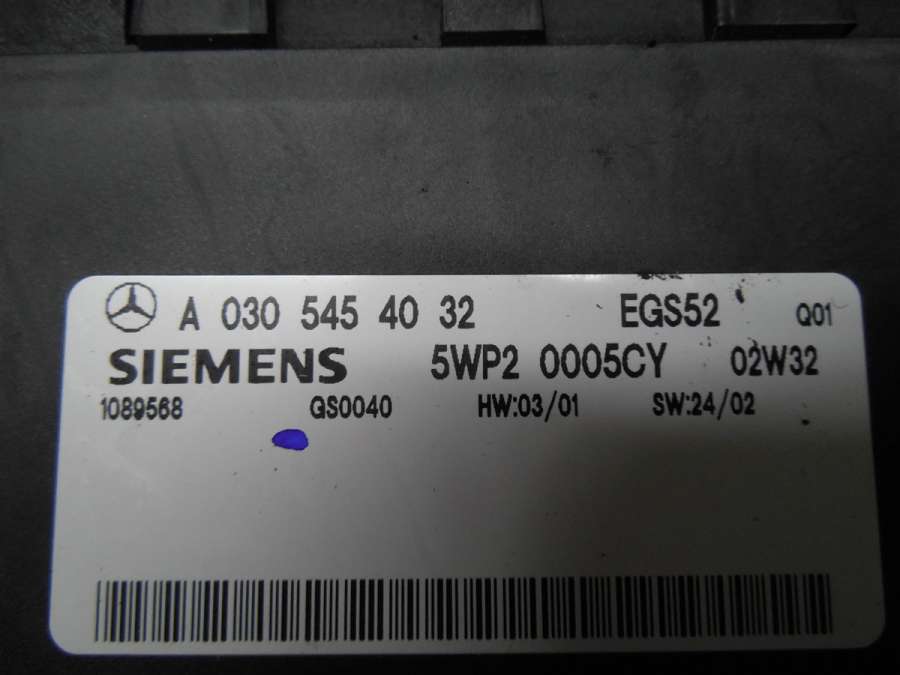 A 030 545 40 32 EGS52 Q01
SIEMENS 5WP2 0005CY 02W32
1089568 GS0040 HW:03/01 SW:24/02